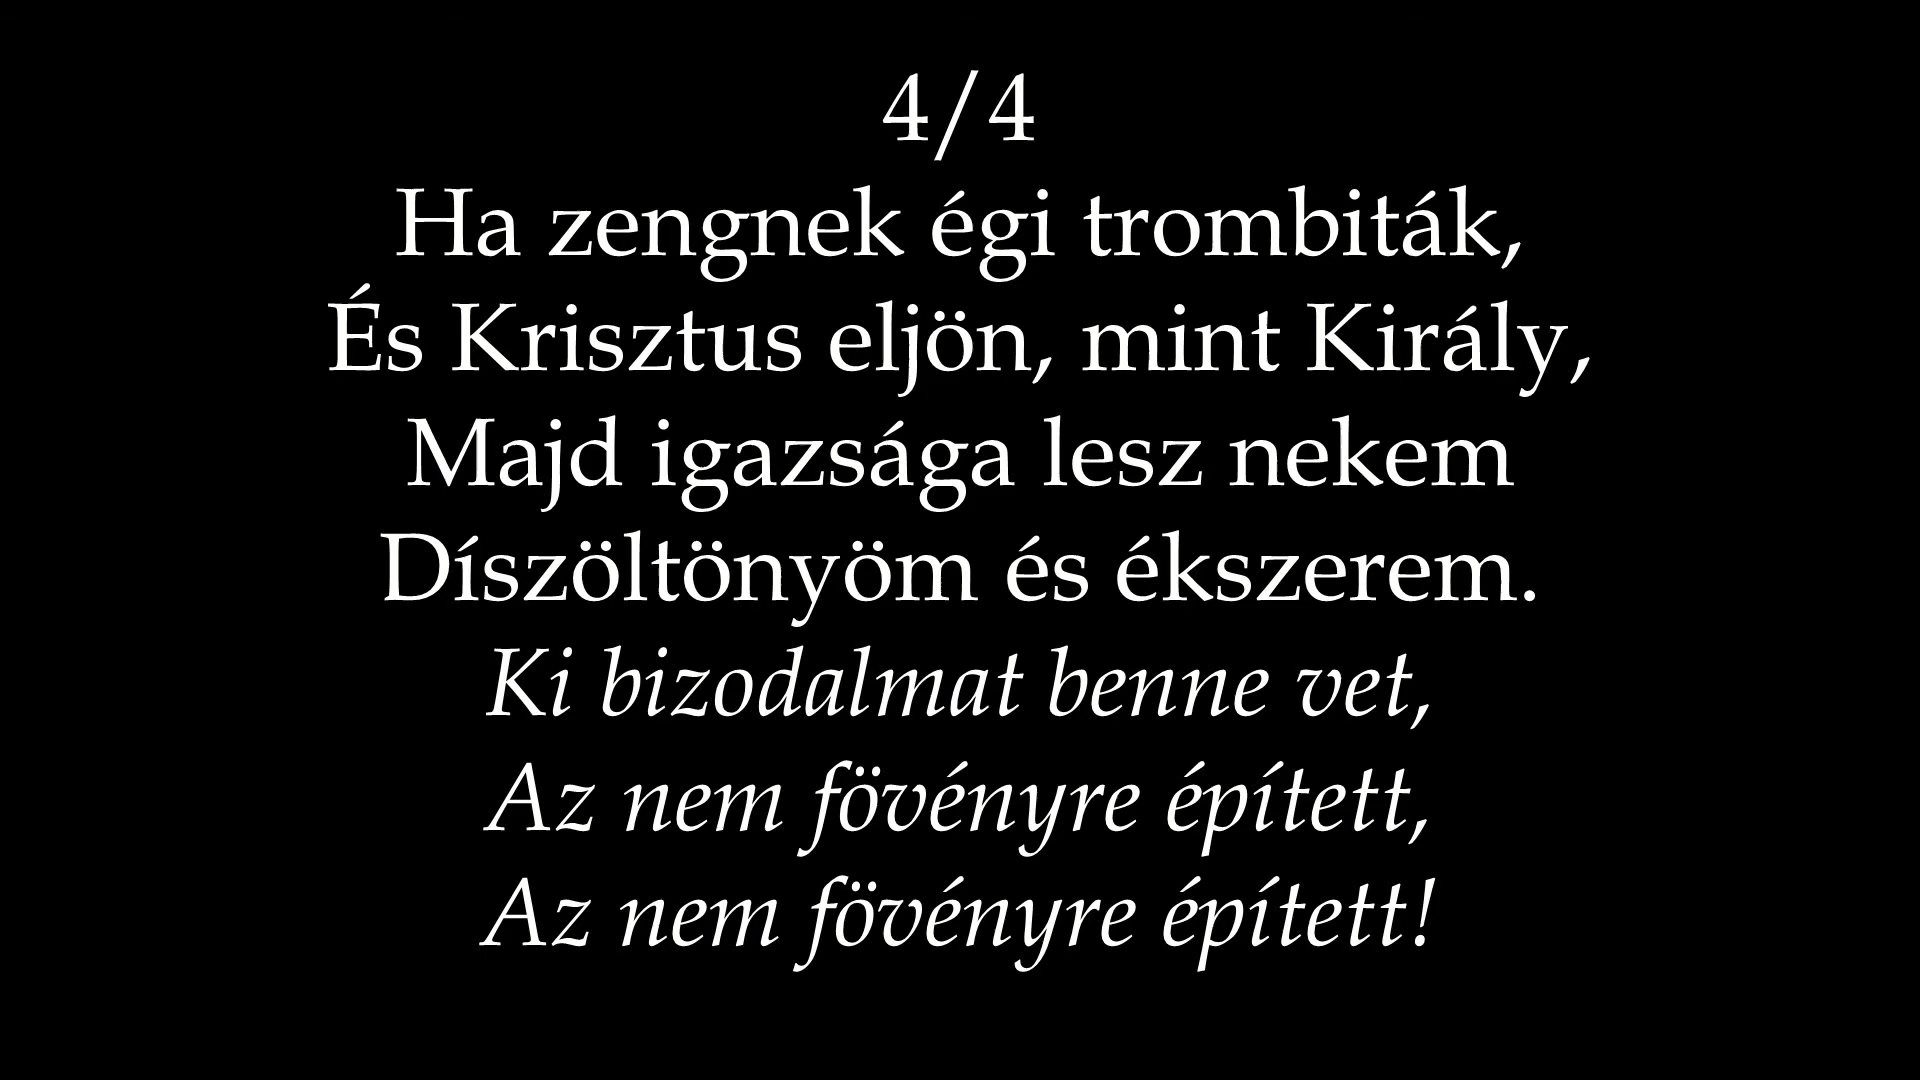 4/4
Ha zengnek égi trombiták,
És Krisztus eljön, mint Király,
Majd igazsága lesz nekem
Díszöltönyöm és ékszerem.
Ki bizodalmat benne vet,
Az nem fövényre épített,
Az nem fövényre épített!